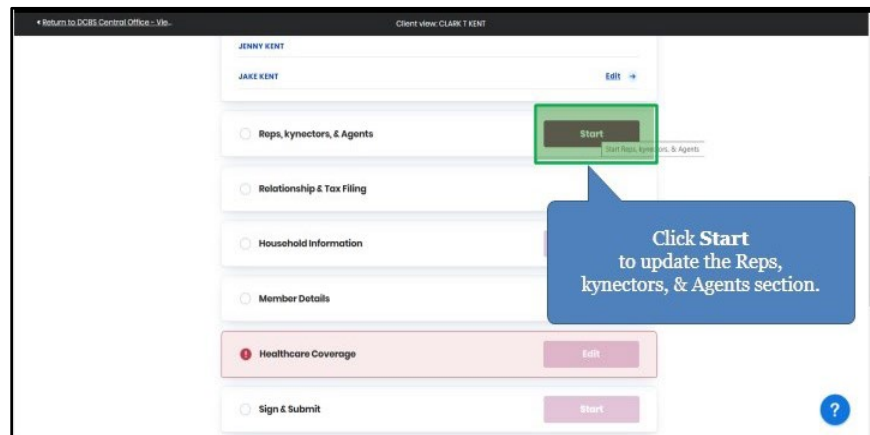 Return to DCBS Central Office - Vie...
Client view: CLARK T KENT
JENNY KENT
JAKE KENT
Edit
Reps, kynectors, & Agents
Start
Start Reps, kynectors, & Agents
Relationship & Tax Filing
Household Information
Member Details
Click Start
to update the Reps,
kynectors, & Agents section.
Healthcare Coverage
Edit
Sign & Submit
Start
?